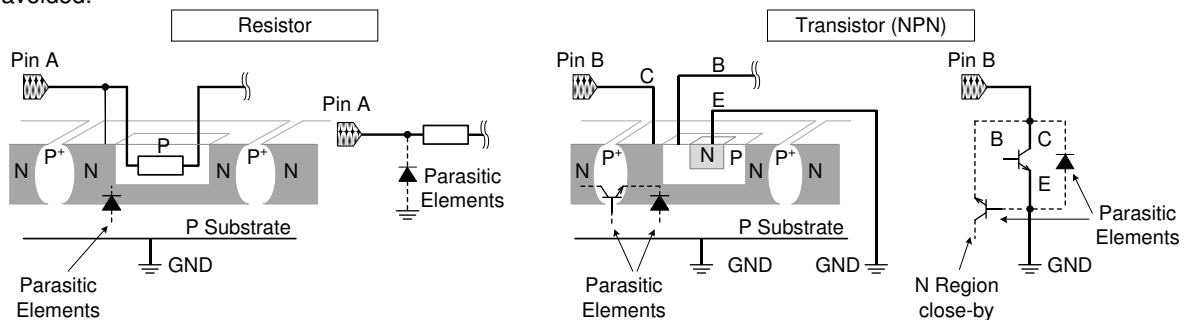 avoided.
Resistor
Transistor (NPN)
Pin A
Pin A
N
P+
N
P
N
P+
N
Parasitic
Elements
P Substrate
GND
Parasitic
Elements
Pin B
C
B
E
N
P+
N
N
P
N
P+
N
P Substrate
GND
GND
Parasitic
Elements
Pin B
B
C
E
Parasitic
Elements
GND
N Region
close-by